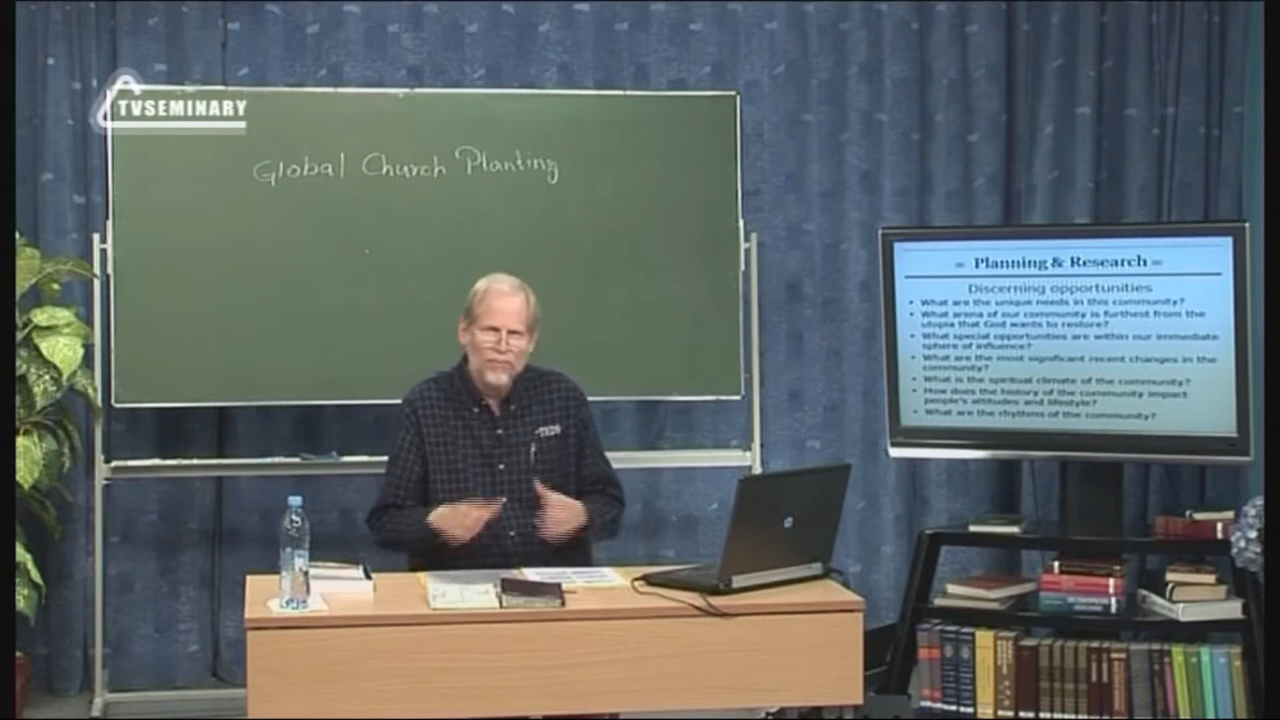 TVSEMINARY
Global Church Planting
Planning & Research
Discerning opportunities
• What are the unique needs in this community?
• What arena of our community is furthest from the
utopia that God wants to restore?
• What special opportunities are within our immediate
sphere of influence?
• What are the most significant recent changes in the
community?
• What is the spiritual climate of the community?
• How does the history of the community impact
people's attitudes and lifestyle?
• What are the rhythms of the community?
hp